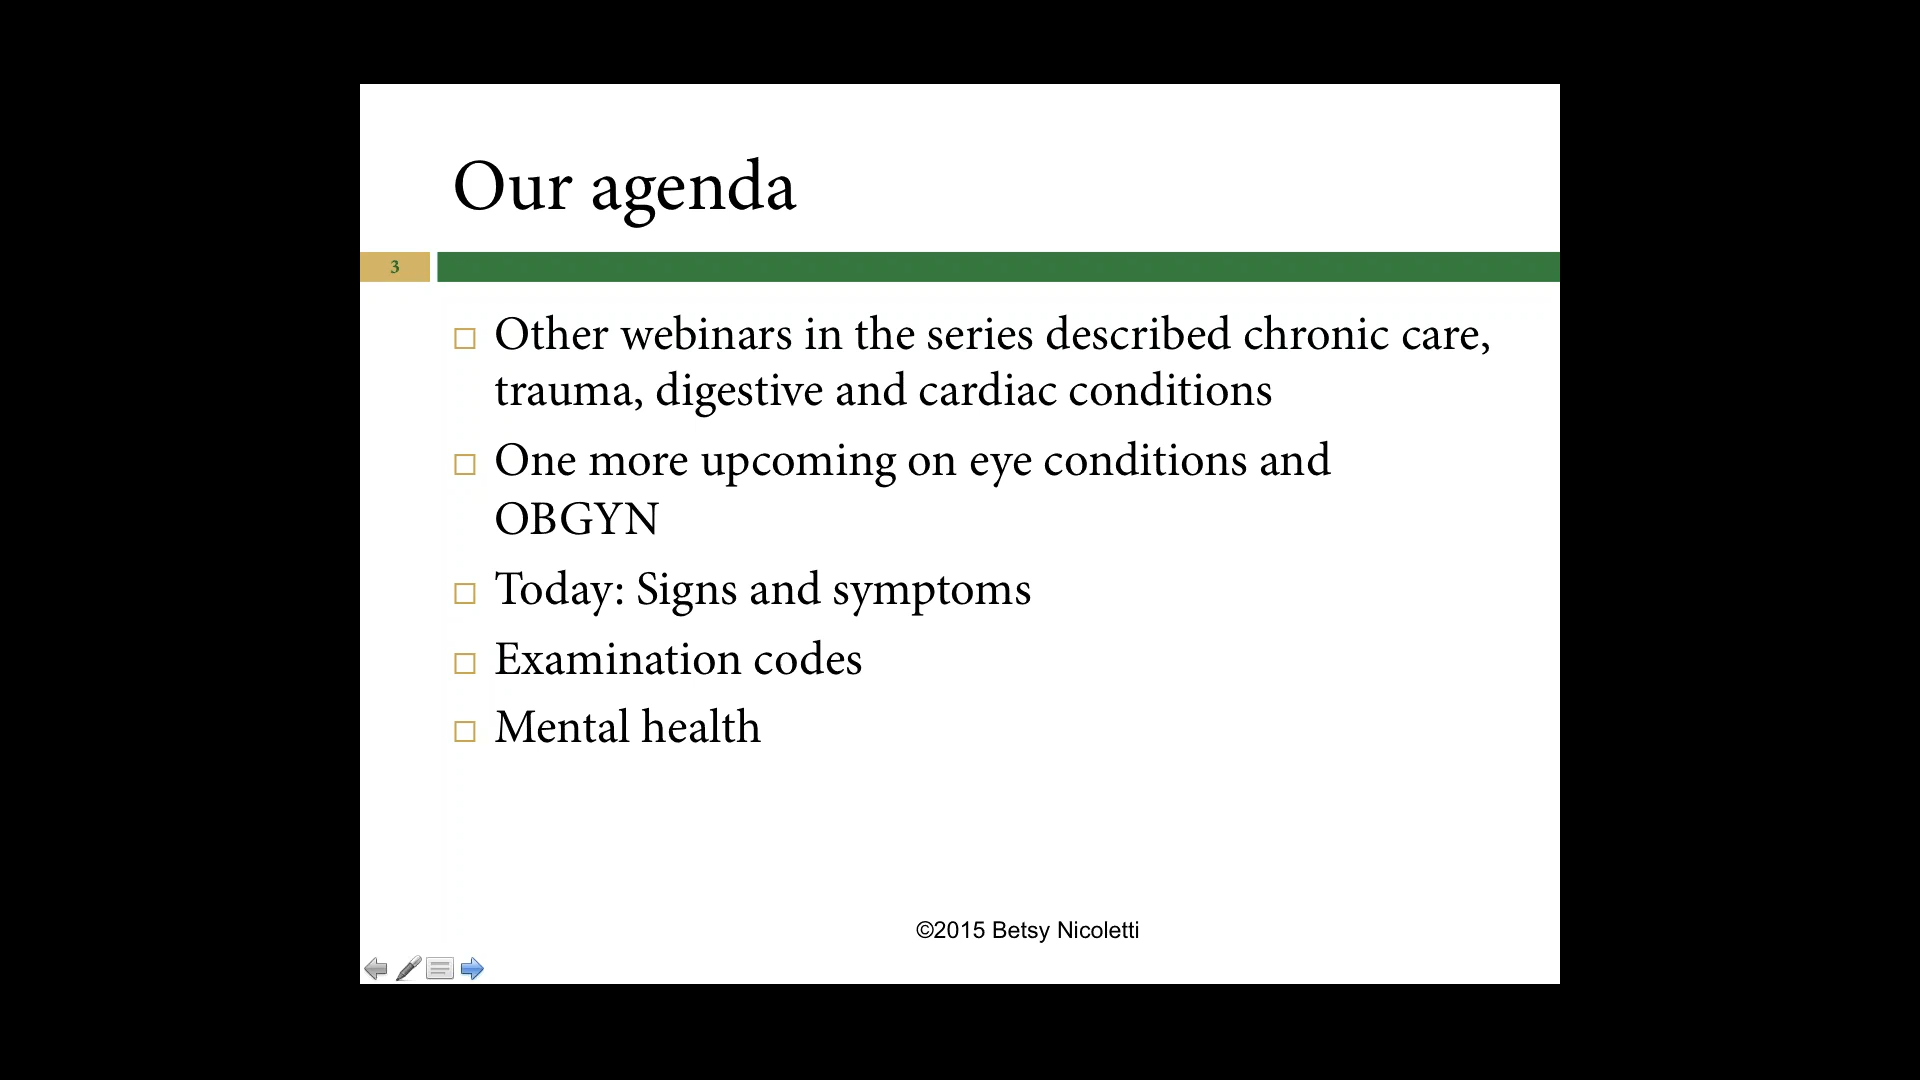 Our agenda
3
Other webinars in the series described chronic care,
trauma, digestive and cardiac conditions
One more upcoming on eye conditions and
OBGYN
Today: Signs and symptoms
Examination codes
Mental health
©2015 Betsy Nicoletti